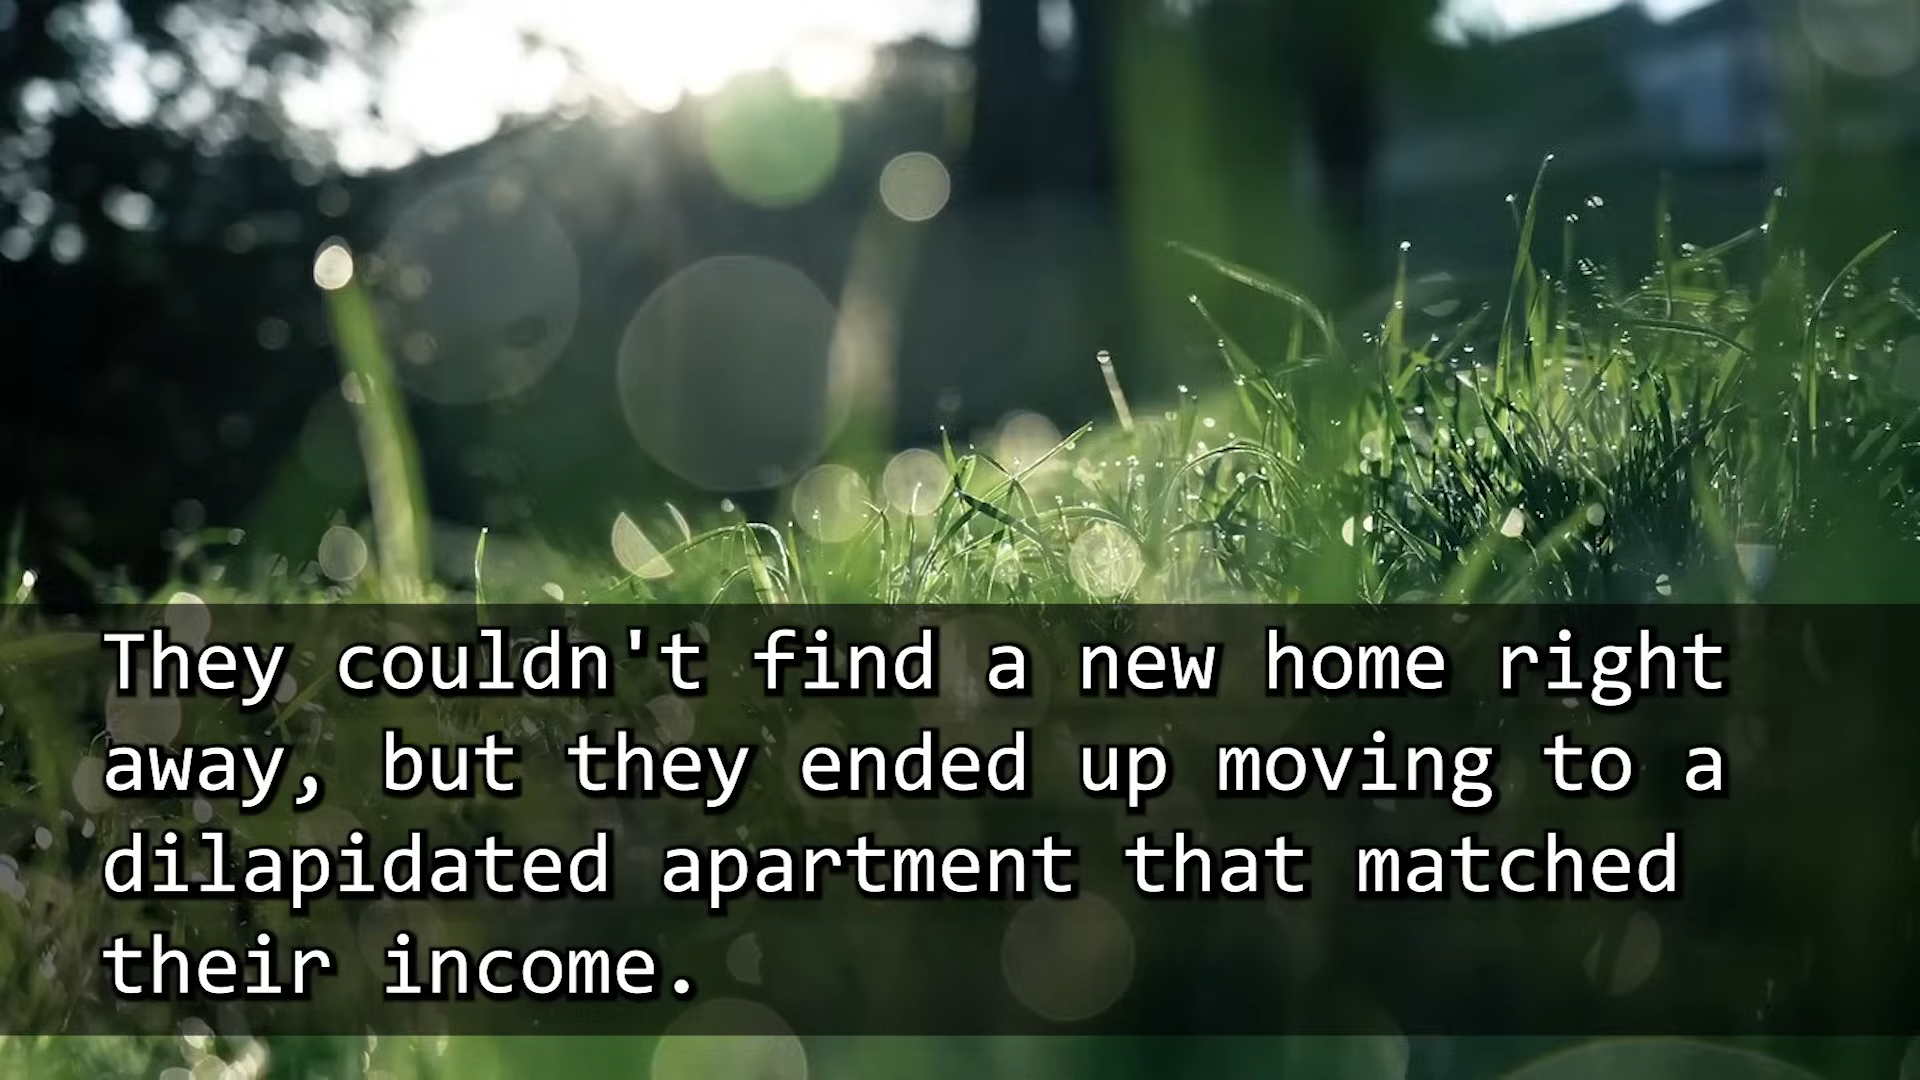 They couldn't find a new home right
away, but they ended up moving to a
dilapidated apartment that matched
their income.